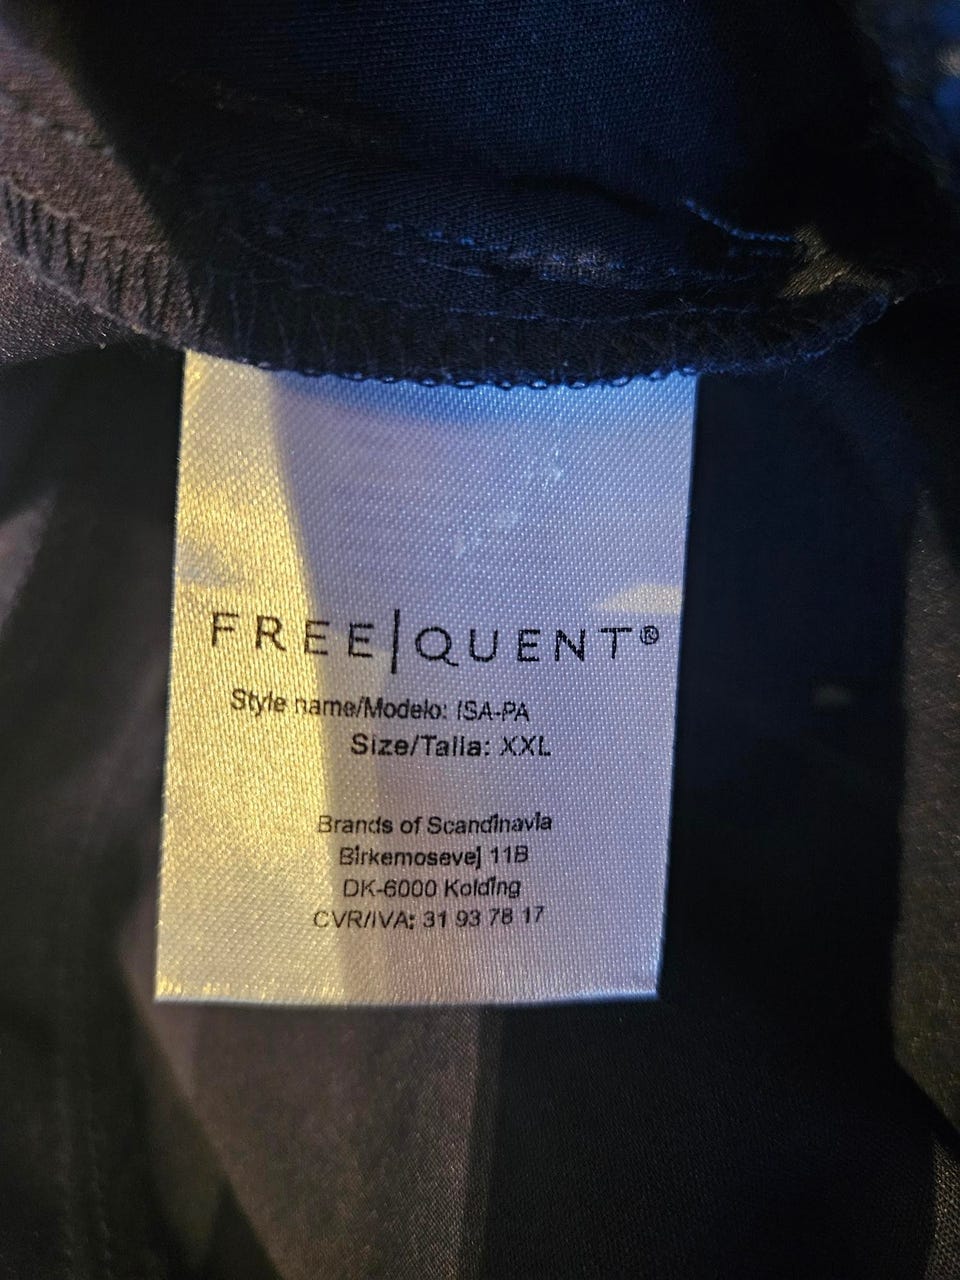 FREE|QUENT®
Style name/Modelo: ISA-PA
Size/Talla: XXL
Brands of Scandinavia
Birkemosevej 11B
DK-6000 Kolding
CVR/IVA: 31 93 78 17